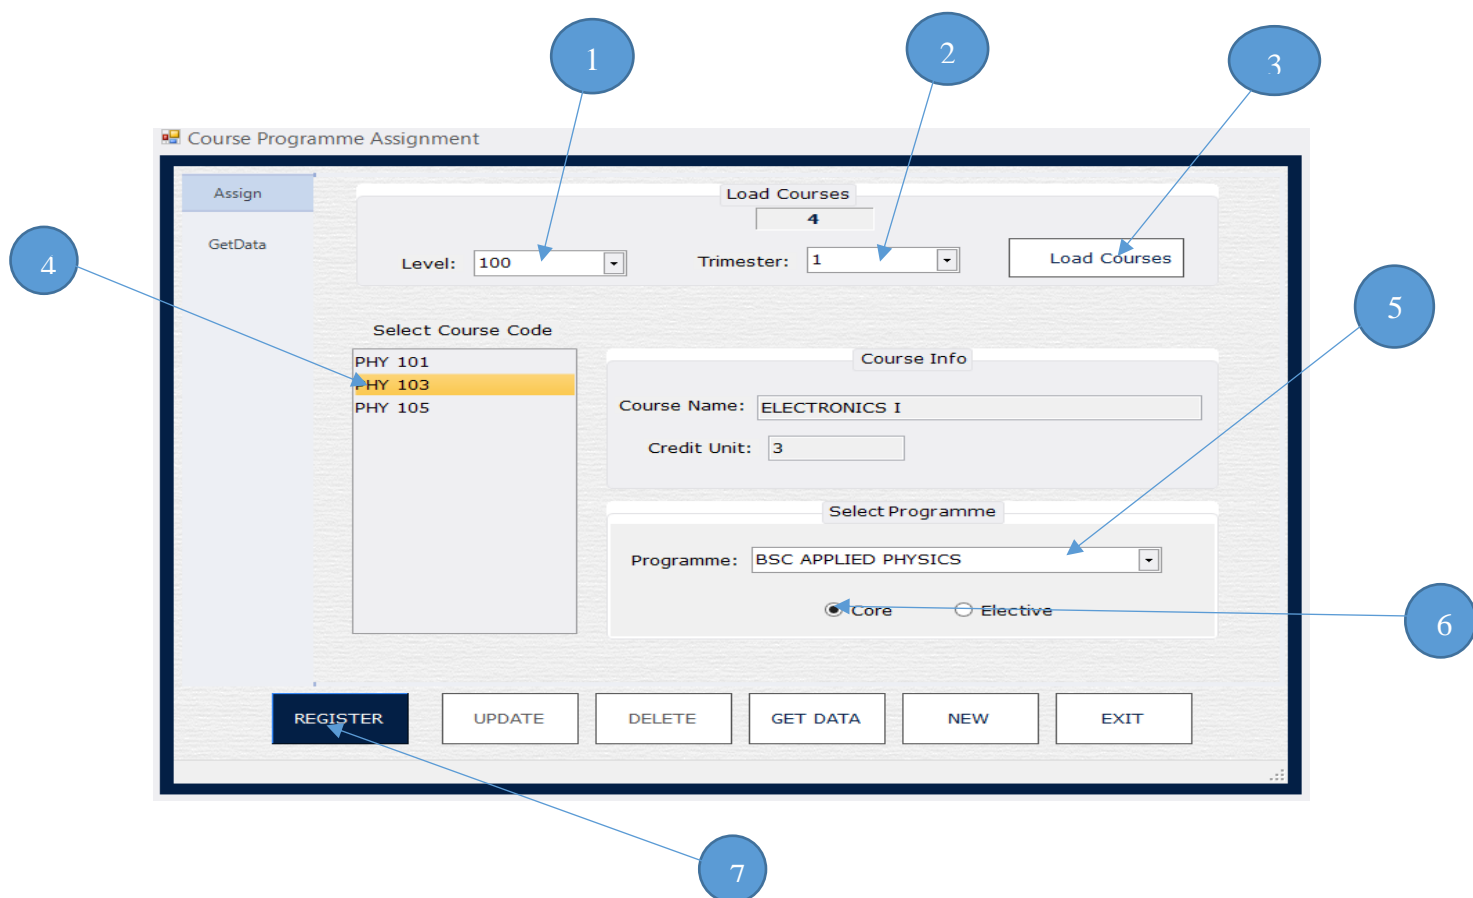 1
2
3
Course Programme Assignment
Assign
GetData
Load Courses
4
Level: 100
Trimester: 1
Load Courses
4
5
Select Course Code
PHY 101
PHY 103
PHY 105
Course Info
Course Name: ELECTRONICS I
Credit Unit: 3
Select Programme
Programme: BSC APPLIED PHYSICS
Core
Elective
6
REGISTER
UPDATE
DELETE
GET DATA
NEW
EXIT
7